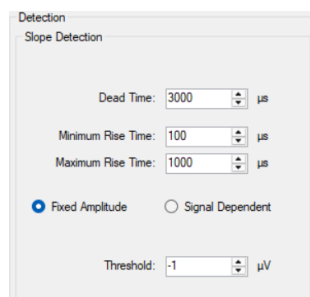 Detection
Slope Detection
Dead Time: 3000 µs
Minimum Rise Time: 100 µs
Maximum Rise Time: 1000 µs
Fixed Amplitude Signal Dependent
Threshold: -1 µV